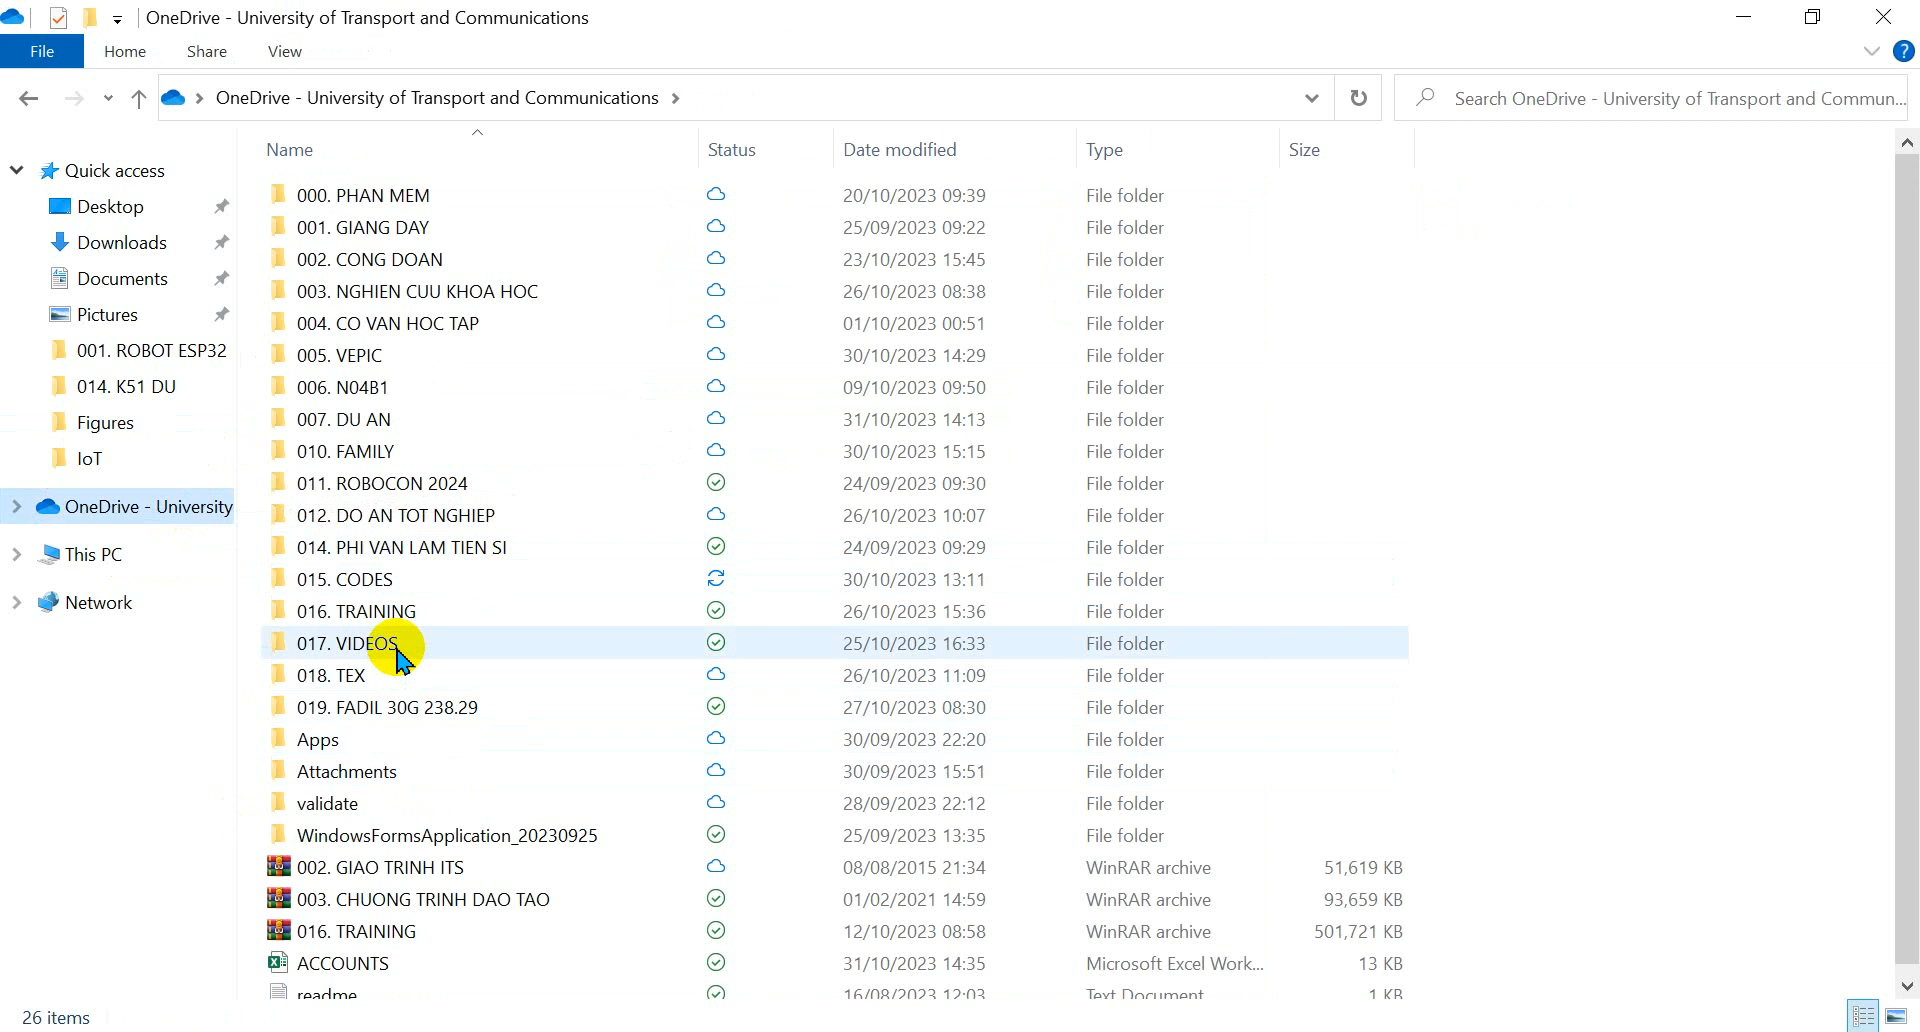 OneDrive - University of Transport and Communications
File Home Share View
OneDrive - University of Transport and Communications
Search OneDrive - University of Transport and Commun...
Name Status Date modified Type Size
Quick access
Desktop
Downloads
Documents
Pictures
001. ROBOT ESP32
014. K51 DU
Figures
IoT
OneDrive - University
This PC
Network
000. PHAN MEM 20/10/2023 09:39 File folder
001. GIANG DAY 25/09/2023 09:22 File folder
002. CONG DOAN 23/10/2023 15:45 File folder
003. NGHIEN CUU KHOA HOC 26/10/2023 08:38 File folder
004. CO VAN HOC TAP 01/10/2023 00:51 File folder
005. VEPIC 30/10/2023 14:29 File folder
006. N04B1 09/10/2023 09:50 File folder
007. DU AN 31/10/2023 14:13 File folder
010. FAMILY 30/10/2023 15:15 File folder
011. ROBOCON 2024 24/09/2023 09:30 File folder
012. DO AN TOT NGHIEP 26/10/2023 10:07 File folder
014. PHI VAN LAM TIEN SI 24/09/2023 09:29 File folder
015. CODES 30/10/2023 13:11 File folder
016. TRAINING 26/10/2023 15:36 File folder
017. VIDEOS 25/10/2023 16:33 File folder
018. TEX 26/10/2023 11:09 File folder
019. FADIL 30G 238.29 27/10/2023 08:30 File folder
Apps 30/09/2023 22:20 File folder
Attachments 30/09/2023 15:51 File folder
validate 28/09/2023 22:12 File folder
WindowsFormsApplication_20230925 25/09/2023 13:35 File folder
002. GIAO TRINH ITS 08/08/2015 21:34 WinRAR archive 51,619 KB
003. CHUONG TRINH DAO TAO 01/02/2021 14:59 WinRAR archive 93,659 KB
016. TRAINING 12/10/2023 08:58 WinRAR archive 501,721 KB
ACCOUNTS 31/10/2023 14:35 Microsoft Excel Work... 13 KB
readme 16/08/2023 12:03 Text Document 1 KB
26 items